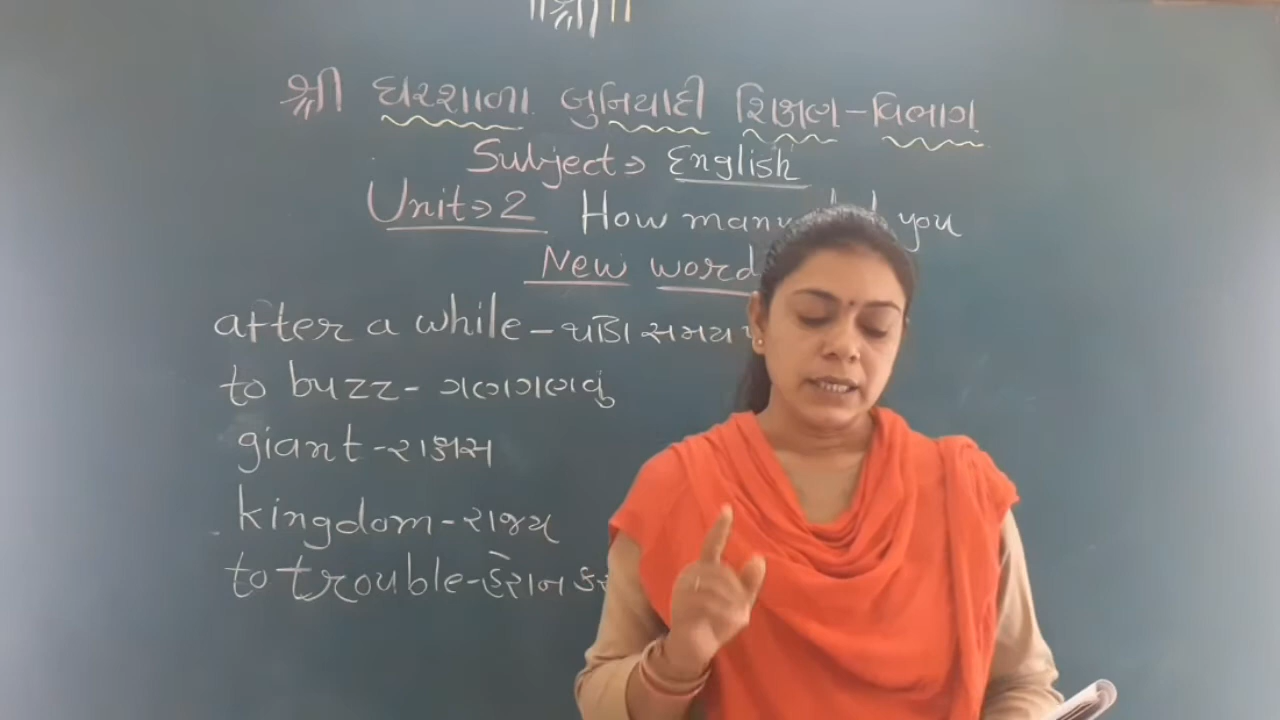 ॥શ્રી॥
શ્રી ઘરશાળા બુનિયાદી શિક્ષણ-વિભાગ
Subject → English
Unit → 2 How many you
New word
after a while - થોડા સમય
to buzz - ગણગણવું
giant - રાક્ષસ
kingdom - રાજ્ય
to trouble - હેરાન